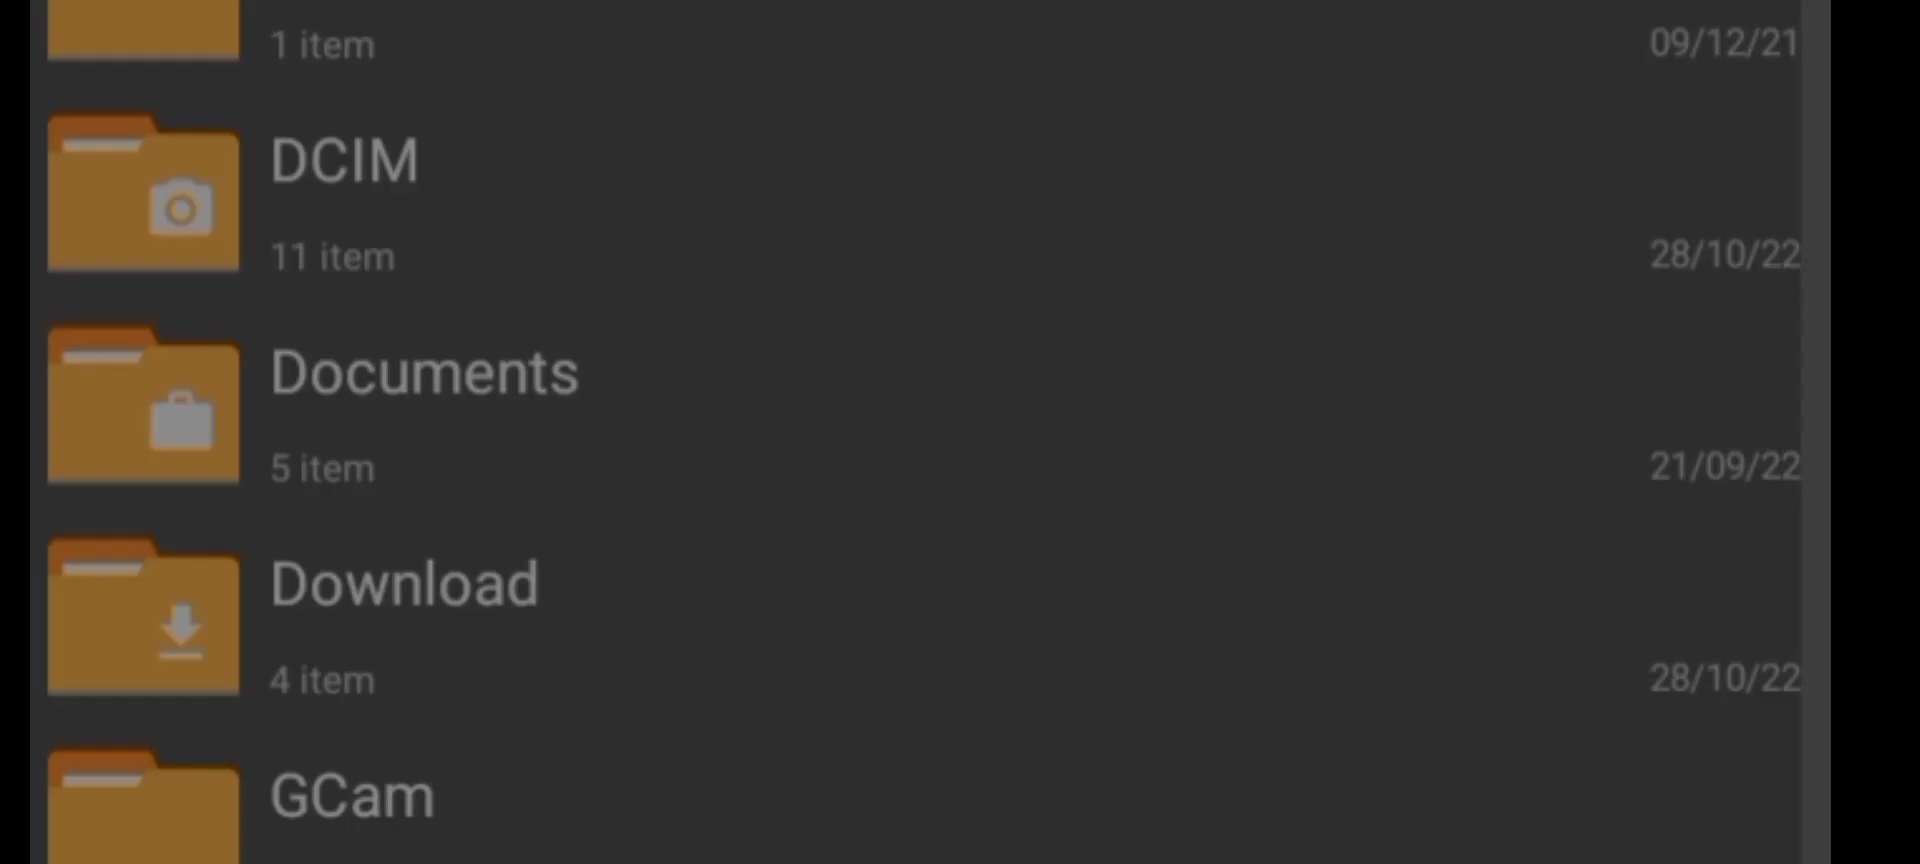 1 item
09/12/21
DCIM
11 item
28/10/22
Documents
5 item
21/09/22
Download
4 item
28/10/22
GCam